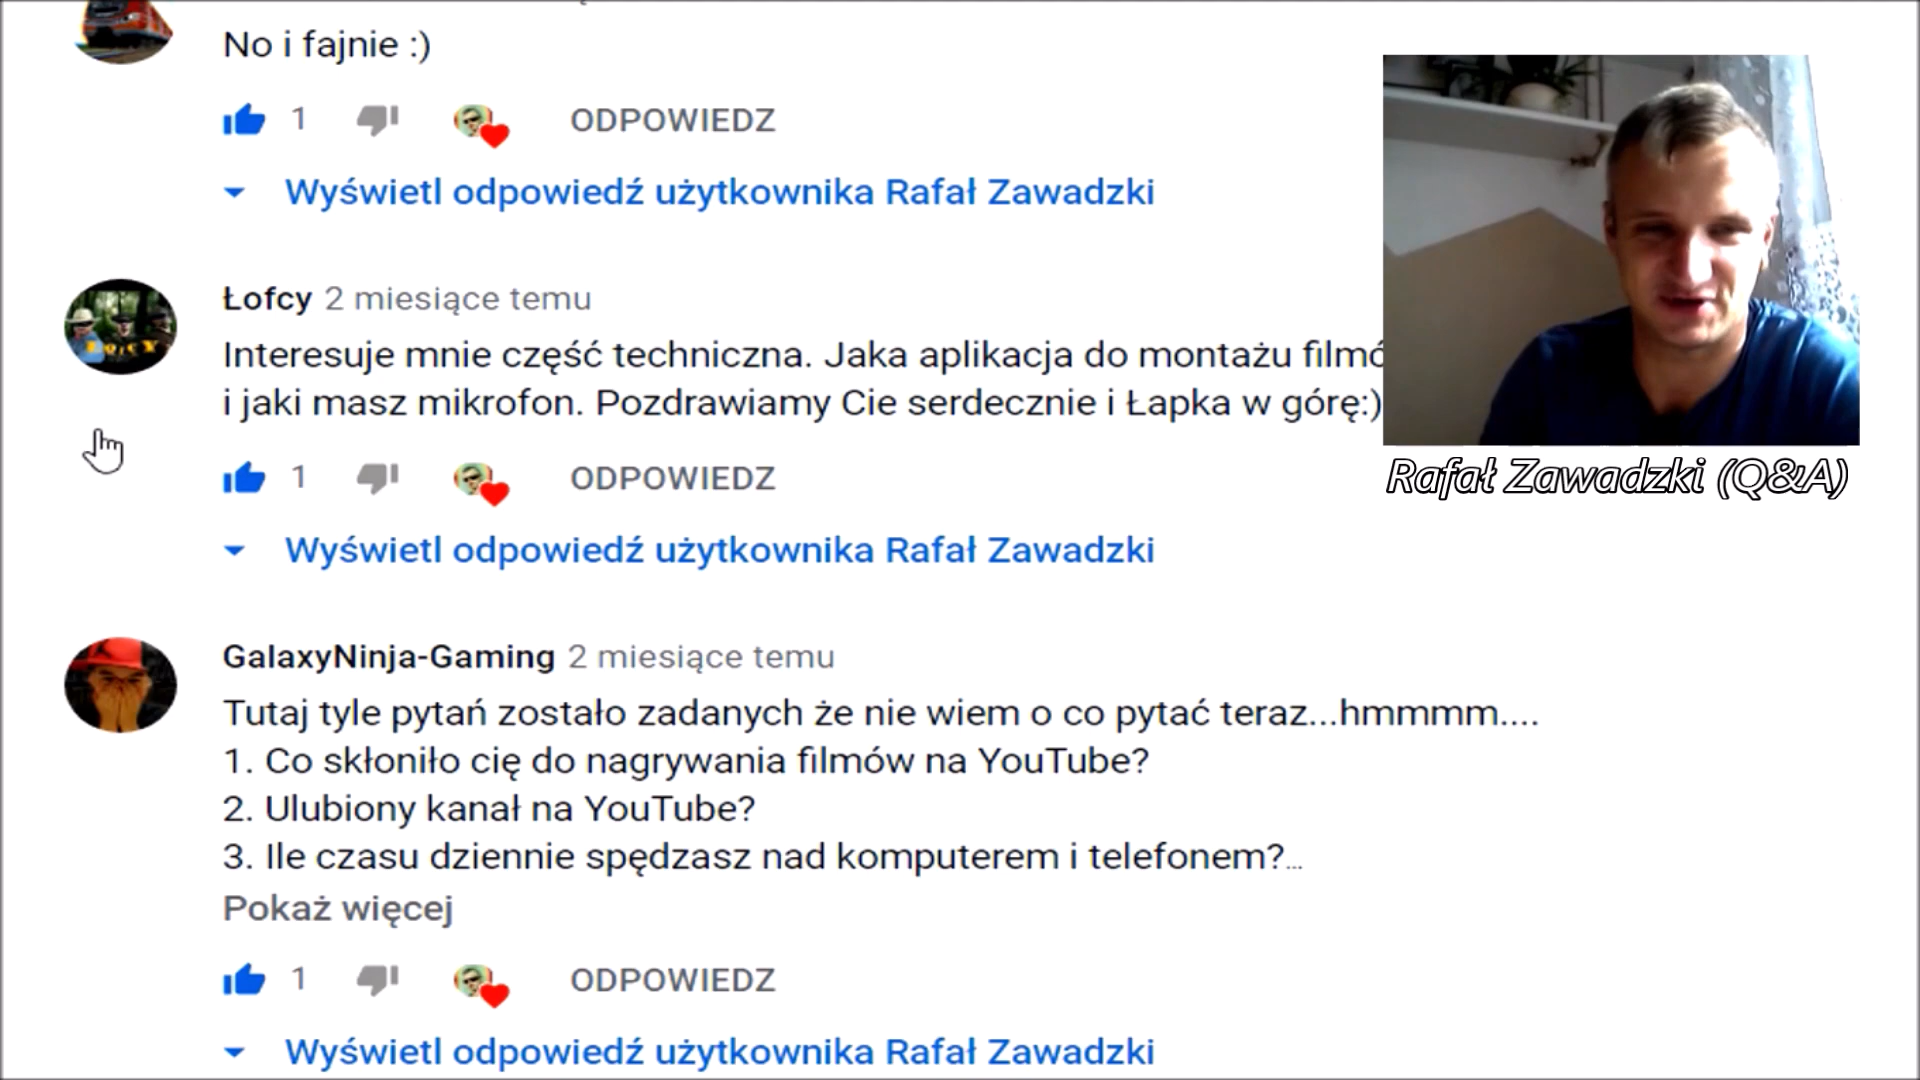 No i fajnie :)
1 ODPOWIEDZ
Wyświetl odpowiedź użytkownika Rafał Zawadzki
Łofcy 2 miesiące temu
Interesuje mnie część techniczna. Jaka aplikacja do montażu filmó
i jaki masz mikrofon. Pozdrawiamy Cie serdecznie i Łapka w górę:)
1 ODPOWIEDZ
Rafał Zawadzki (Q&A)
Wyświetl odpowiedź użytkownika Rafał Zawadzki
GalaxyNinja-Gaming 2 miesiące temu
Tutaj tyle pytań zostało zadanych że nie wiem o co pytać teraz...hmmmm....
1. Co skłoniło cię do nagrywania filmów na YouTube?
2. Ulubiony kanał na YouTube?
3. Ile czasu dziennie spędzasz nad komputerem i telefonem?...
Pokaż więcej
1 ODPOWIEDZ
Wyświetl odpowiedź użytkownika Rafał Zawadzki